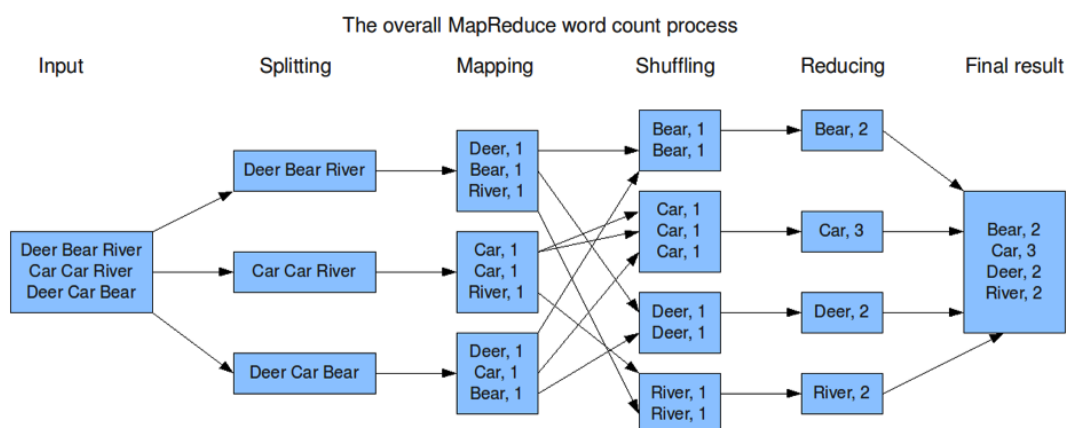 The overall MapReduce word count process
Input
Splitting
Mapping
Shuffling
Reducing
Final result
Deer Bear River
Car Car River
Deer Car Bear
Deer Bear River
Car Car River
Deer Car Bear
Deer, 1
Bear, 1
River, 1
Car, 1
Car, 1
River, 1
Deer, 1
Car, 1
Bear, 1
Bear, 1
Bear, 1
Car, 1
Car, 1
Car, 1
Deer, 1
Deer, 1
River, 1
River, 1
Bear, 2
Car, 3
Deer, 2
River, 2
Bear, 2
Car, 3
Deer, 2
River, 2